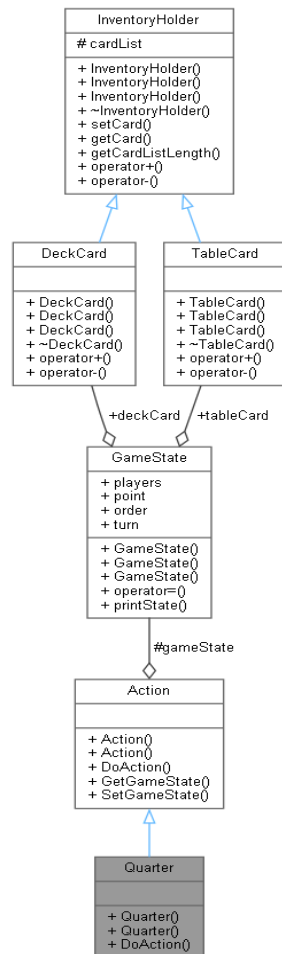 InventoryHolder
# cardList
+ InventoryHolder()
+ InventoryHolder()
+ InventoryHolder()
+ ~InventoryHolder()
+ setCard()
+ getCard()
+ getCardListLength()
+ operator+()
+ operator-()
DeckCard
+ DeckCard()
+ DeckCard()
+ DeckCard()
+ ~DeckCard()
+ operator+()
+ operator-()
TableCard
+ TableCard()
+ TableCard()
+ TableCard()
+ ~TableCard()
+ operator+()
+ operator-()
+deckCard
+tableCard
GameState
+ players
+ point
+ order
+ turn
+ GameState()
+ GameState()
+ GameState()
+ operator=()
+ printState()
#gameState
Action
+ Action()
+ Action()
+ DoAction()
+ GetGameState()
+ SetGameState()
Quarter
+ Quarter()
+ Quarter()
+ DoAction()